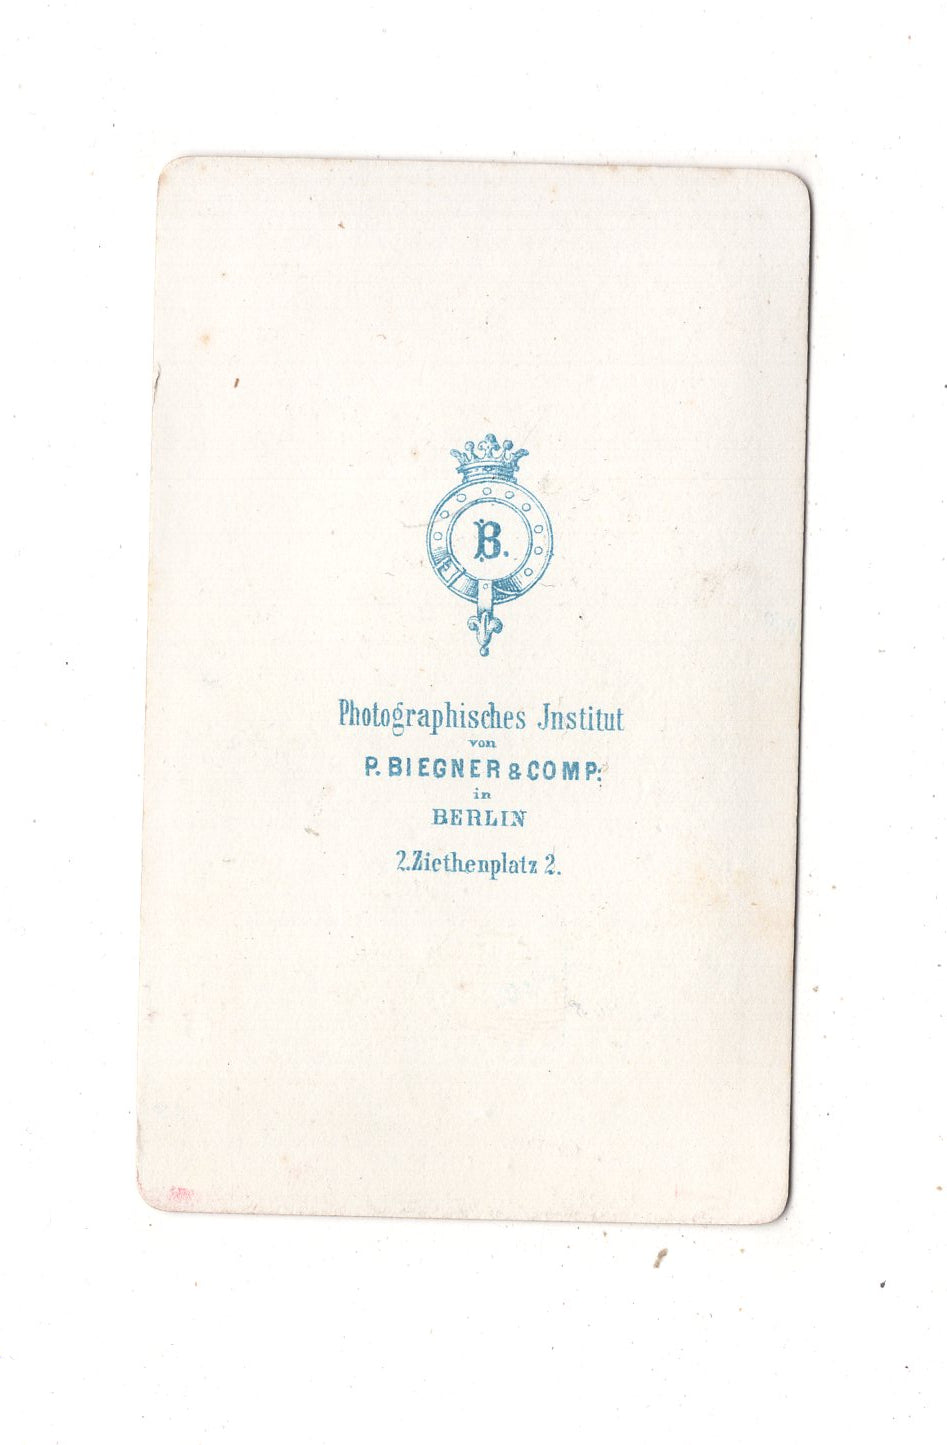 B.
Photographisches Jnstitut
von
P. BIEGNER & COMP:
in
BERLIN
2. Ziethenplatz 2.